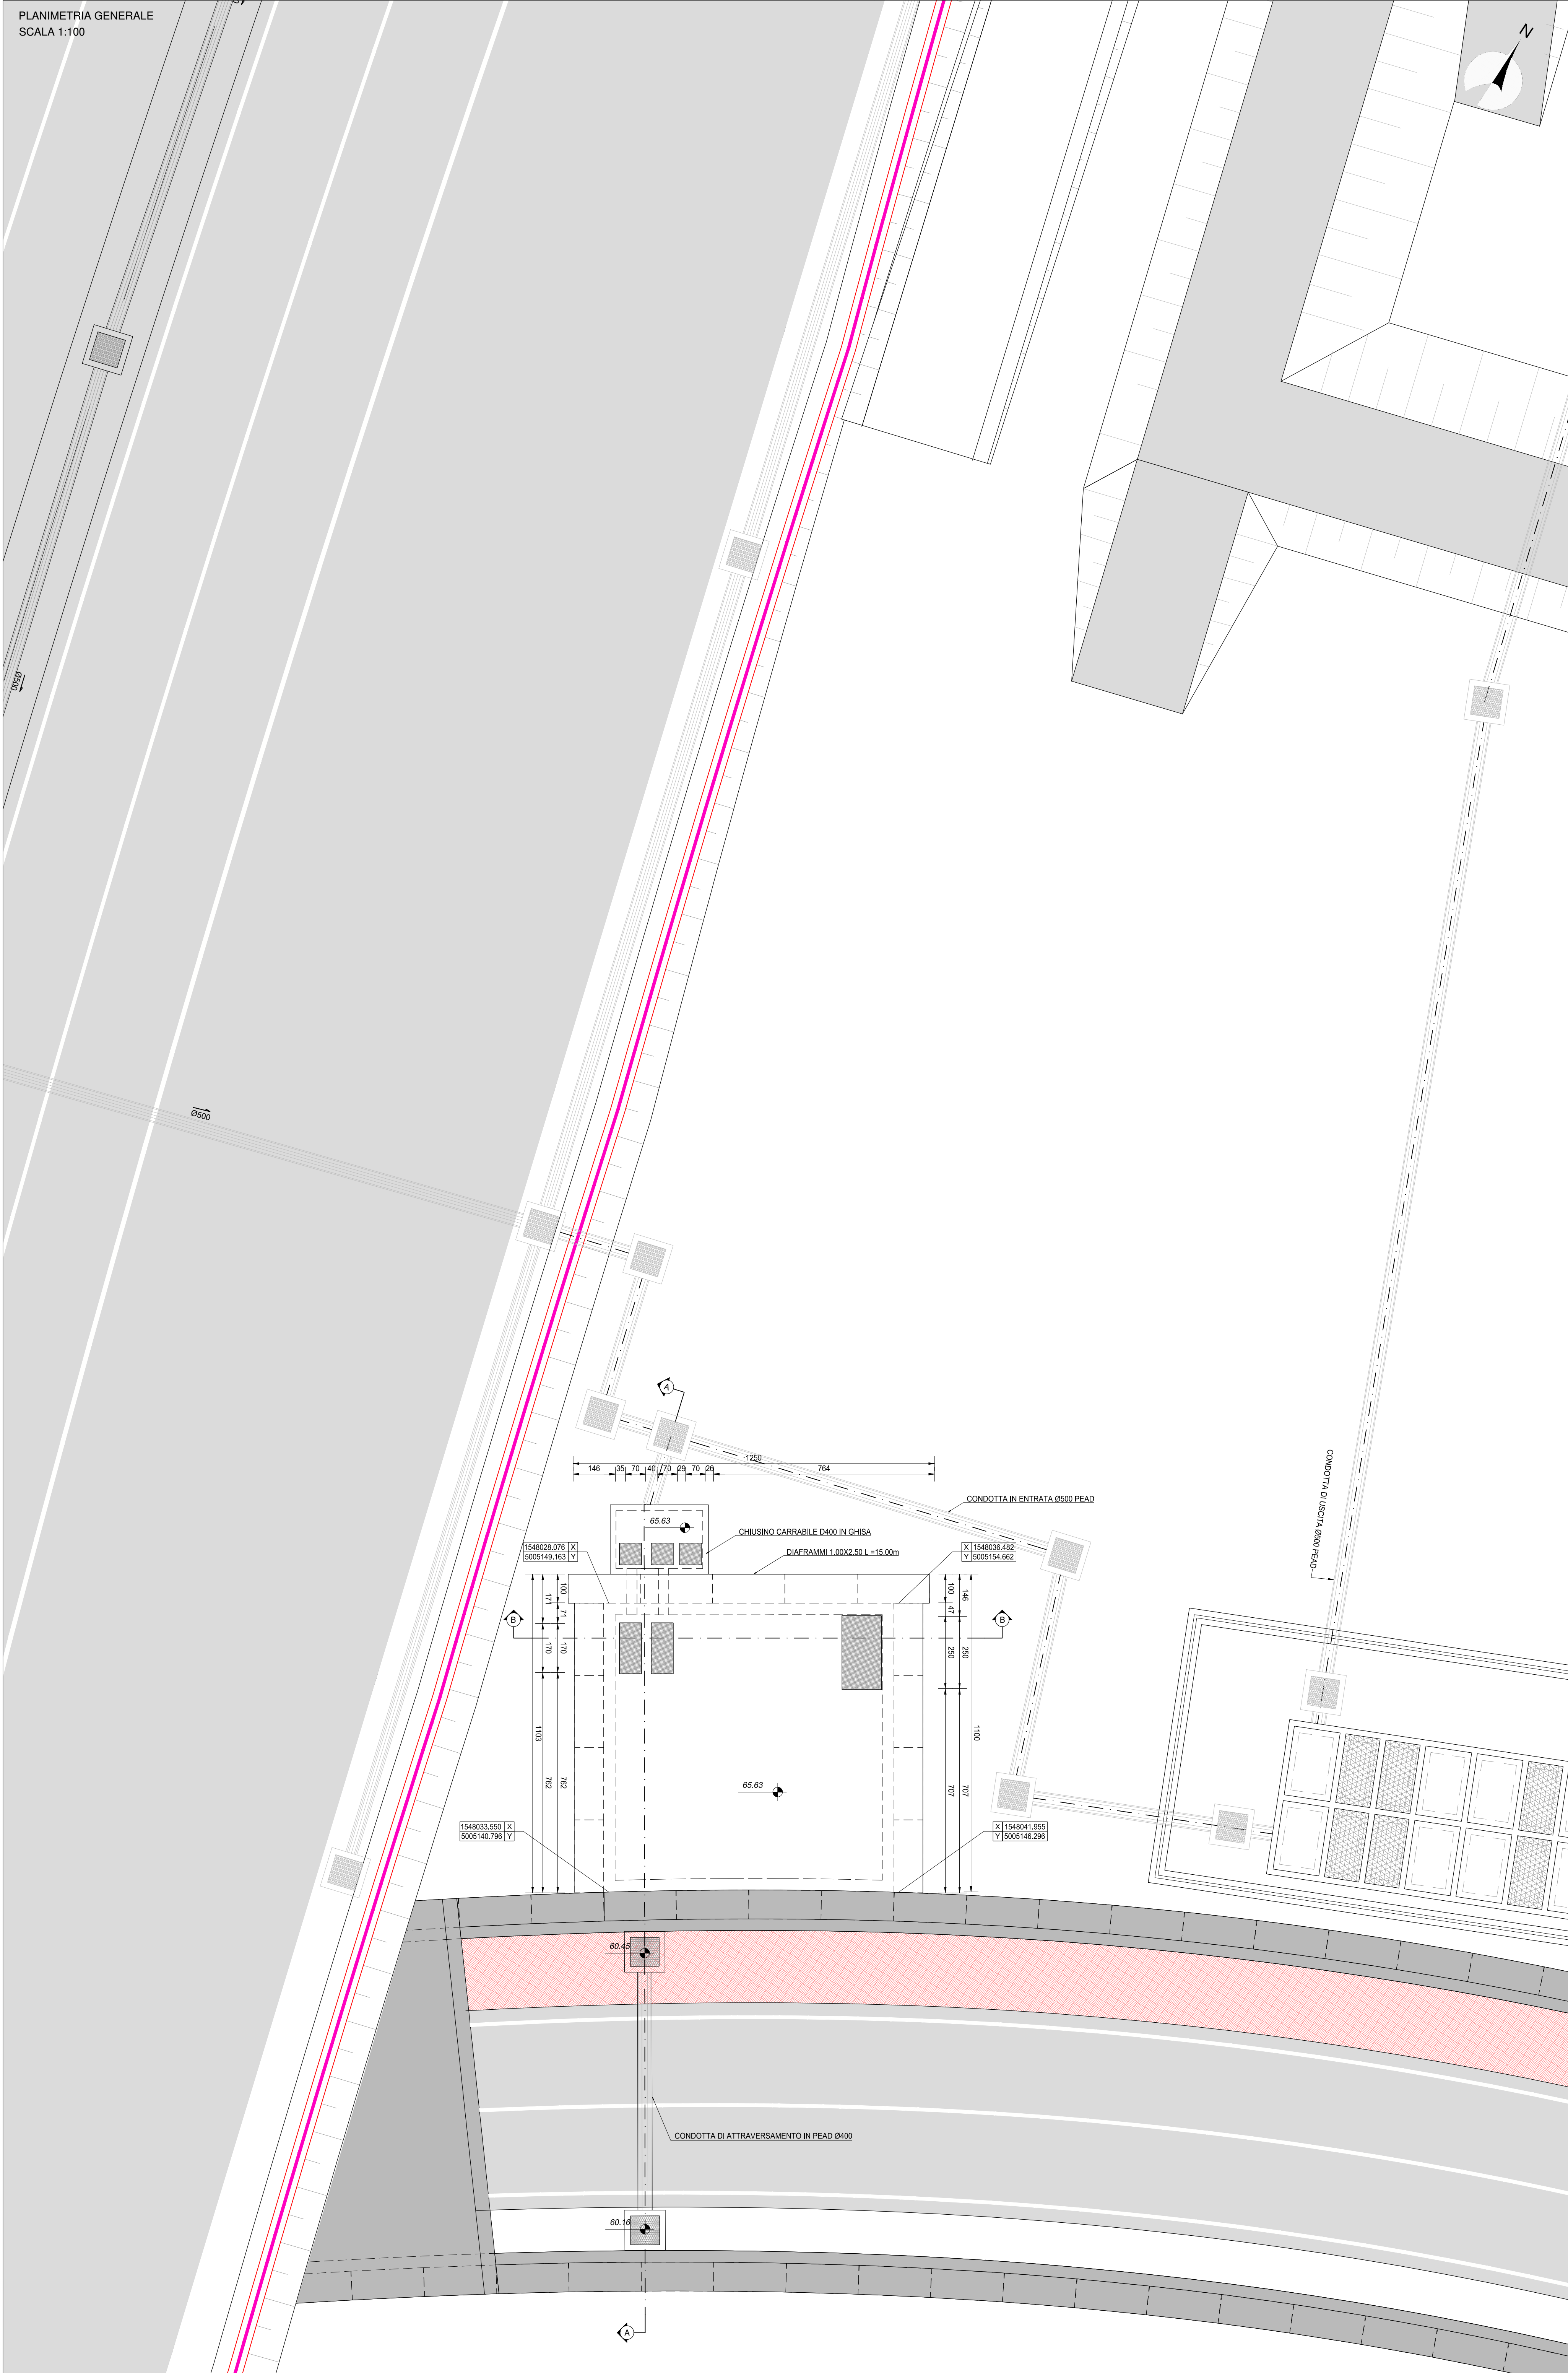 PLANIMETRIA GENERALE
SCALA 1:100
N
Ø500
Ø500
A
1250
146 35 70 40 70 29 70 26 764
CONDOTTA IN ENTRATA Ø500 PEAD
CONDOTTA DI USCITA Ø500 PEAD
65.63
CHIUSINO CARRABILE D400 IN GHISA
DIAFRAMMI 1.00X2.50 L =15.00m
1548028.076 X
5005149.163 Y
X 1548036.482
Y 5005154.662
100
171
71
170
170
1103
762
762
B
B
100
146
47
250
250
1100
707
707
65.63
1548033.550 X
5005140.796 Y
X 1548041.955
Y 5005146.296
60.45
CONDOTTA DI ATTRAVERSAMENTO IN PEAD Ø400
60.16
A